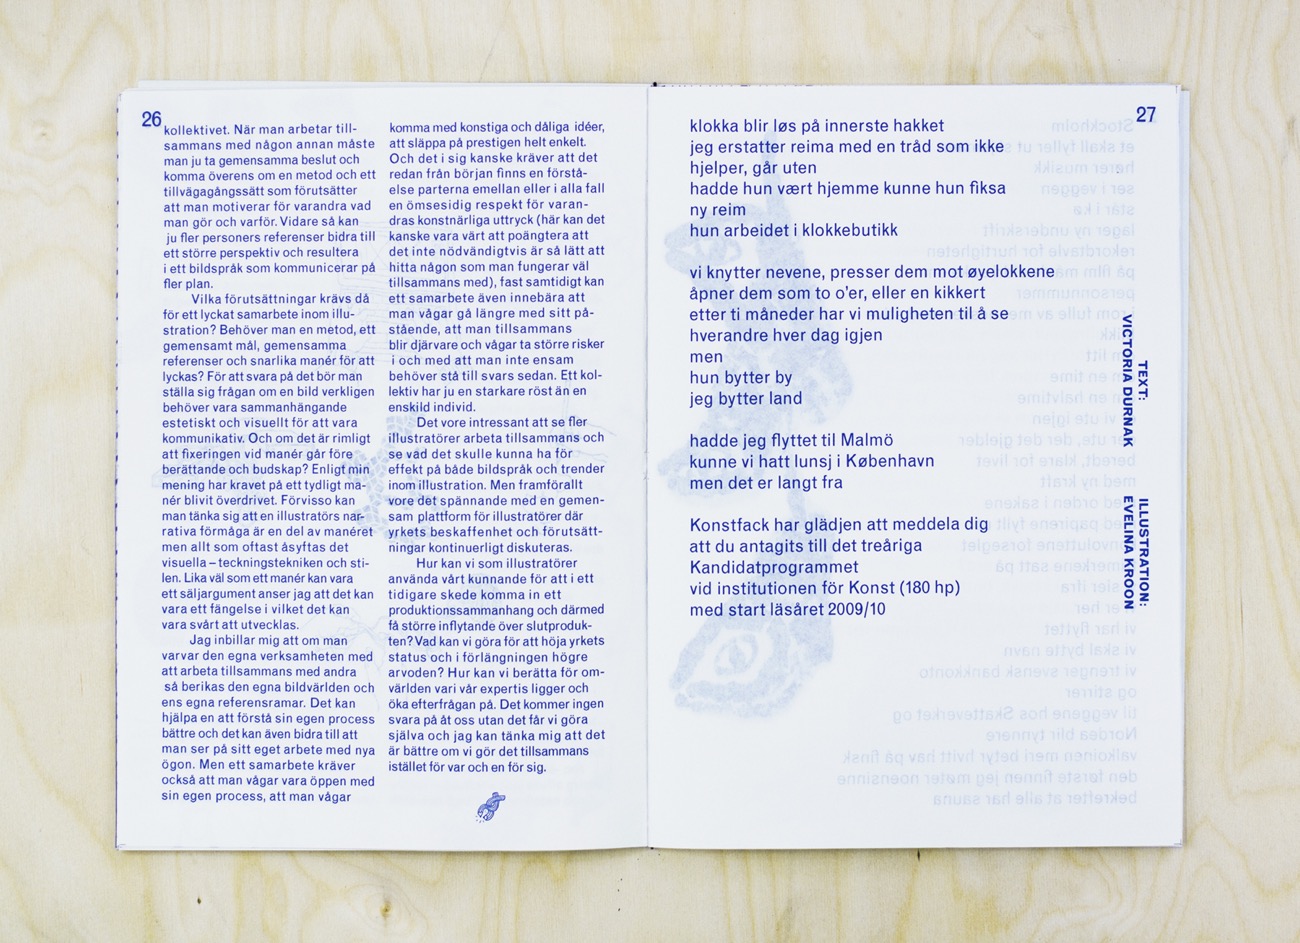 26
kollektivet. När man arbetar till-
sammans med någon annan måste
man ju ta gemensamma beslut och
komma överens om en metod och ett
tillvägagångssätt som förutsätter
att man motiverar för varandra vad
man gör och varför. Vidare så kan
ju fler personers referenser bidra till
ett större perspektiv och resultera
i ett bildspråk som kommunicerar på
fler plan.
Vilka förutsättningar krävs då
för ett lyckat samarbete inom illu-
stration? Behöver man en metod, ett
gemensamt mål, gemensamma
referenser och snarlika manér för att
lyckas? För att svara på det bör man
ställa sig frågan om en bild verkligen
behöver vara sammanhängande
estetiskt och visuellt för att vara
kommunikativ. Och om det är rimligt
att fixeringen vid manér går före
berättande och budskap? Enligt min
mening har kravet på ett tydligt ma-
nér blivit överdrivet. Förvisso kan
man tänka sig att en illustratörs nar-
rativa förmåga är en del av manéret
men allt som oftast åsyftas det
visuella – teckningstekniken och sti-
len. Lika väl som ett manér kan vara
ett säljargument anser jag att det kan
vara ett fängelse i vilket det kan
vara svårt att utvecklas.
Jag inbillar mig att om man
varvar den egna verksamheten med
att arbeta tillsammans med andra
så berikas den egna bildvärlden och
ens egna referensramar. Det kan
hjälpa en att förstå sin egen process
bättre och det kan även bidra till att
man ser på sitt eget arbete med nya
ögon. Men ett samarbete kräver
också att man vågar vara öppen med
sin egen process, att man vågar
komma med konstiga och dåliga idéer,
att släppa på prestigen helt enkelt.
Och det i sig kanske kräver att det
redan från början finns en förstå-
else parterna emellan eller i alla fall
en ömsesidig respekt för varan-
dras konstnärliga uttryck (här kan det
kanske vara värt att poängtera att
det inte nödvändigtvis är så lätt att
hitta någon som man fungerar väl
tillsammans med), fast samtidigt kan
ett samarbete även innebära att
man vågar gå längre med sitt på-
stående, att man tillsammans
blir djärvare och vågar ta större risker
i och med att man inte ensam
behöver stå till svars sedan. Ett kol-
lektiv har ju en starkare röst än en
enskild individ.
Det vore intressant att se fler
illustratörer arbeta tillsammans och
se vad det skulle kunna ha för
effekt på både bildspråk och trender
inom illustration. Men framförallt
vore det spännande med en gemen-
sam plattform för illustratörer där
yrkets beskaffenhet och förutsätt-
ningar kontinuerligt diskuteras.
Hur kan vi som illustratörer
använda vårt kunnande för att i ett
tidigare skede komma in ett
produktionssammanhang och därmed
få större inflytande över slutproduk-
ten? Vad kan vi göra för att höja yrkets
status och i förlängningen högre
arvoden? Hur kan vi berätta för om-
världen vari vår expertis ligger och
öka efterfrågan på. Det kommer ingen
svara på åt oss utan det får vi göra
själva och jag kan tänka mig att det
är bättre om vi gör det tillsammans
istället för var och en för sig.
27
klokka blir løs på innerste hakket
jeg erstatter reima med en tråd som ikke
hjelper, går uten
hadde hun vært hjemme kunne hun fiksa
ny reim
hun arbeidet i klokkebutikk
vi knytter nevene, presser dem mot øyelokkene
åpner dem som to o'er, eller en kikkert
etter ti måneder har vi muligheten til å se
hverandre hver dag igjen
men
hun bytter by
jeg bytter land
hadde jeg flyttet til Malmö
kunne vi hatt lunsj i København
men det er langt fra
Konstfack har glädjen att meddela dig
att du antagits till det treåriga
Kandidatprogrammet
vid institutionen för Konst (180 hp)
med start läsåret 2009/10
TEXT:
VICTORIA DURNAK
ILLUSTRATION:
EVELINA KROON